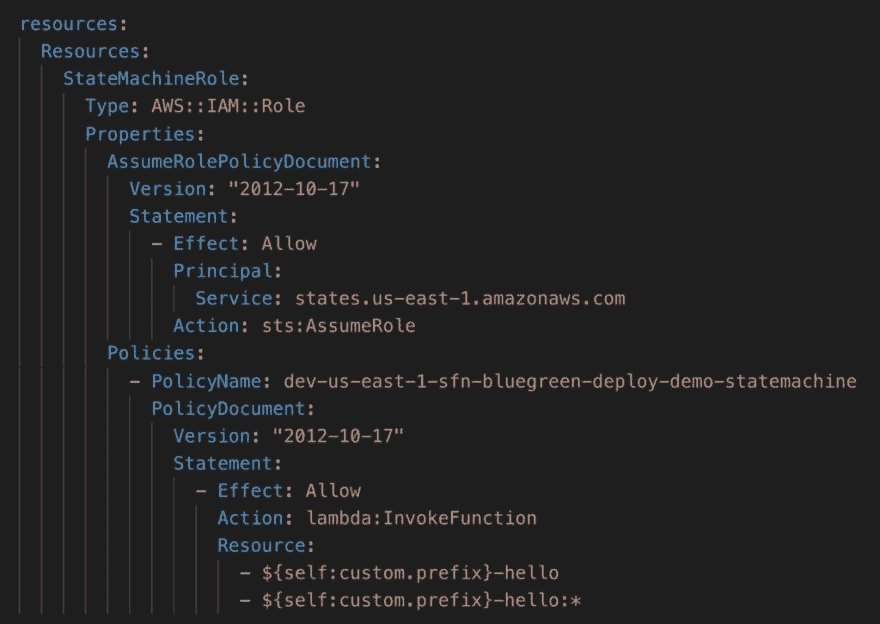 resources:
  Resources:
    StateMachineRole:
      Type: AWS::IAM::Role
      Properties:
        AssumeRolePolicyDocument:
          Version: "2012-10-17"
          Statement:
            - Effect: Allow
              Principal:
                Service: states.us-east-1.amazonaws.com
              Action: sts:AssumeRole
        Policies:
          - PolicyName: dev-us-east-1-sfn-bluegreen-deploy-demo-statemachine
            PolicyDocument:
              Version: "2012-10-17"
              Statement:
                - Effect: Allow
                  Action: lambda:InvokeFunction
                  Resource:
                    - ${self:custom.prefix}-hello
                    - ${self:custom.prefix}-hello:*